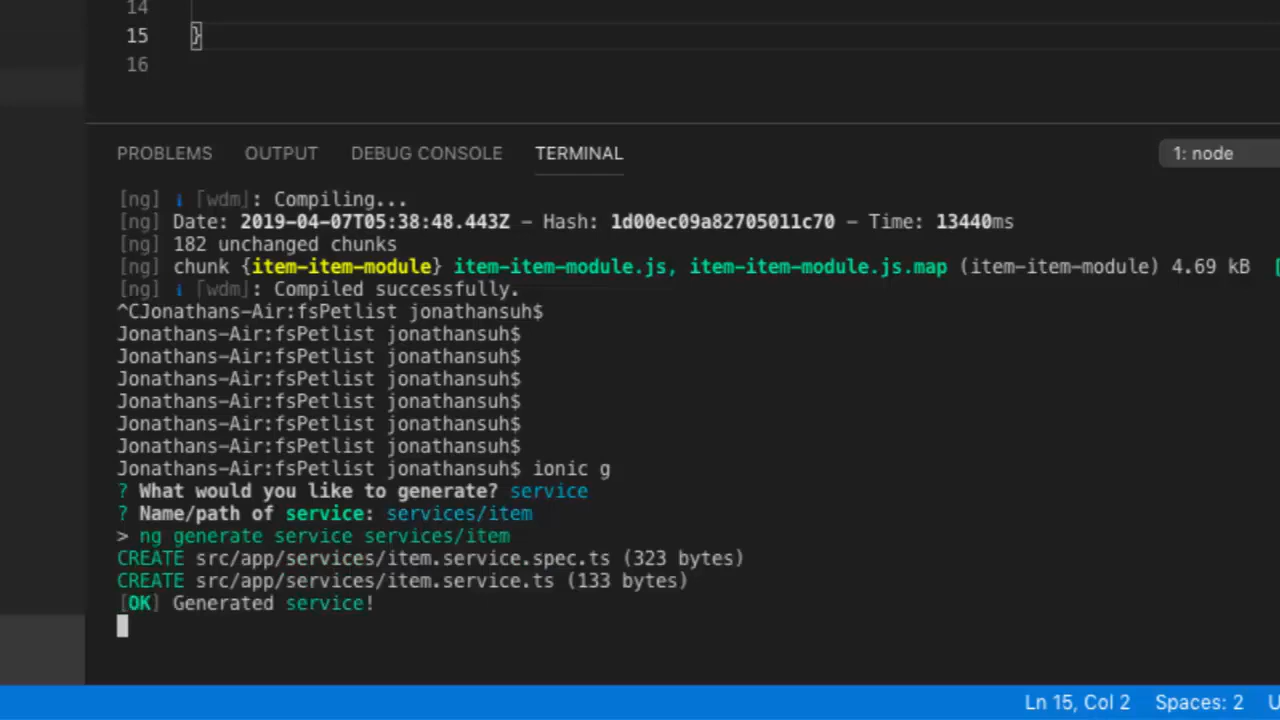 14
15 }
16
PROBLEMS OUTPUT DEBUG CONSOLE TERMINAL 1: node
[ng] ℹ ｢wdm｣: Compiling...
[ng] Date: 2019-04-07T05:38:48.443Z - Hash: 1d00ec09a82705011c70 - Time: 13440ms
[ng] 182 unchanged chunks
[ng] chunk {item-item-module} item-item-module.js, item-item-module.js.map (item-item-module) 4.69 kB [
[ng] ℹ ｢wdm｣: Compiled successfully.
^CJonathans-Air:fsPetlist jonathansuh$
Jonathans-Air:fsPetlist jonathansuh$
Jonathans-Air:fsPetlist jonathansuh$
Jonathans-Air:fsPetlist jonathansuh$
Jonathans-Air:fsPetlist jonathansuh$
Jonathans-Air:fsPetlist jonathansuh$
Jonathans-Air:fsPetlist jonathansuh$
Jonathans-Air:fsPetlist jonathansuh$ ionic g
? What would you like to generate? service
? Name/path of service: services/item
> ng generate service services/item
CREATE src/app/services/item.service.spec.ts (323 bytes)
CREATE src/app/services/item.service.ts (133 bytes)
[OK] Generated service!
Ln 15, Col 2 Spaces: 2